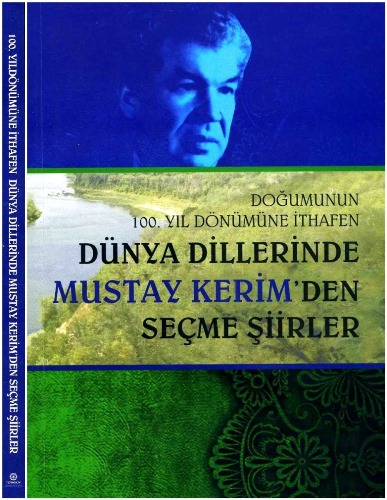 100. YILDÖNÜMÜNE İTHAFEN DÜNYA DİLLERİNDE MUSTAY KERİM'DEN SEÇME ŞİİRLER
DOĞUMUNUN
100. YIL DÖNÜMÜNE İTHAFEN
DÜNYA DİLLERİNDE
MUSTAY KERİM'DEN
SEÇME ŞİİRLER